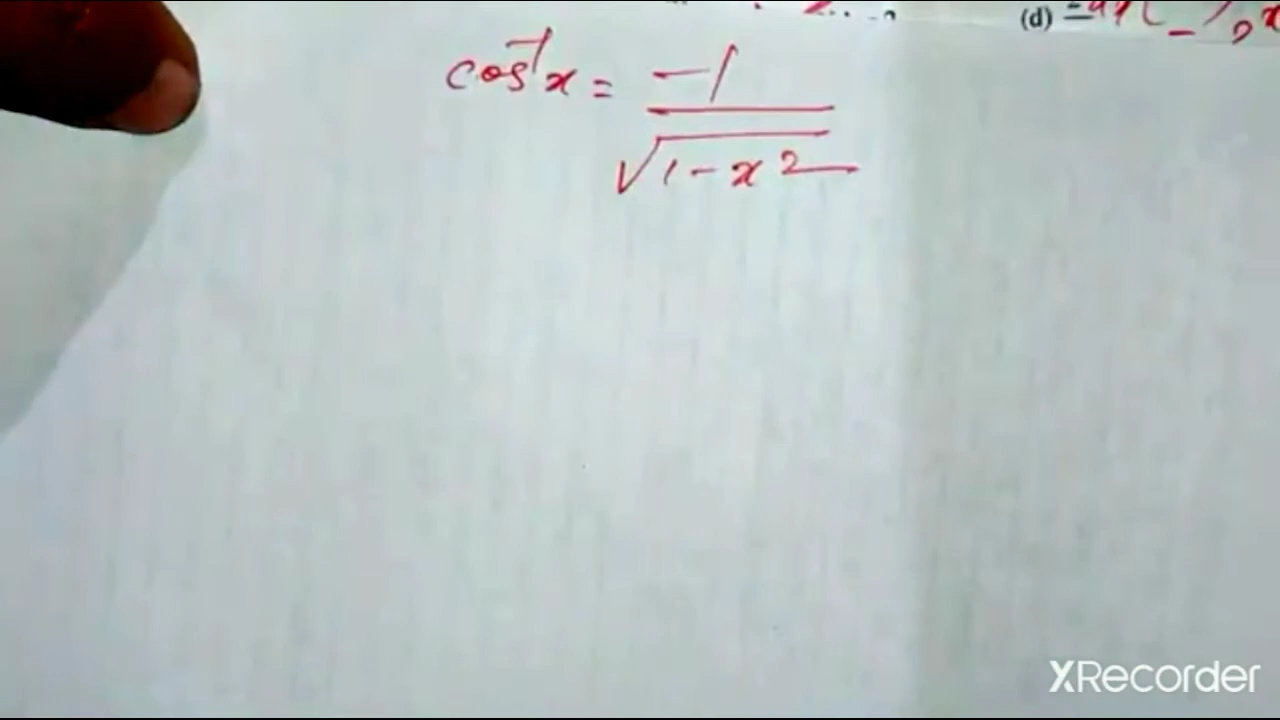 (d)
cos⁻¹x = -1
√1-x²
XRecorder